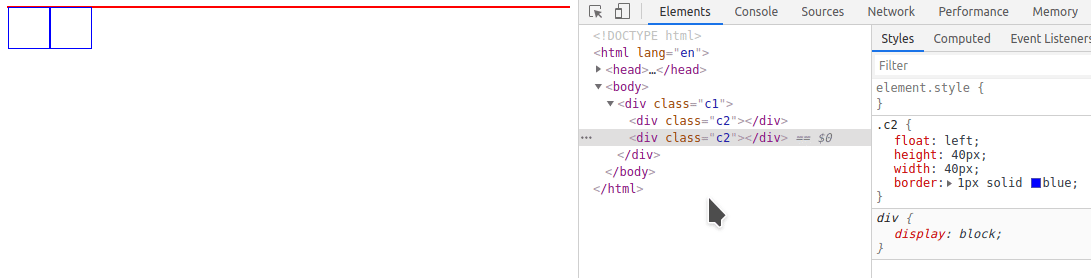 Elements Console Sources Network Performance Memory
<!DOCTYPE html>
<html lang="en">
<head>…</head>
<body>
<div class="c1">
<div class="c2"></div>
<div class="c2"></div> == $0
</div>
</body>
</html>
Styles Computed Event Listeners
Filter
element.style {
}
.c2 {
float: left;
height: 40px;
width: 40px;
border: 1px solid blue;
}
div {
display: block;
}